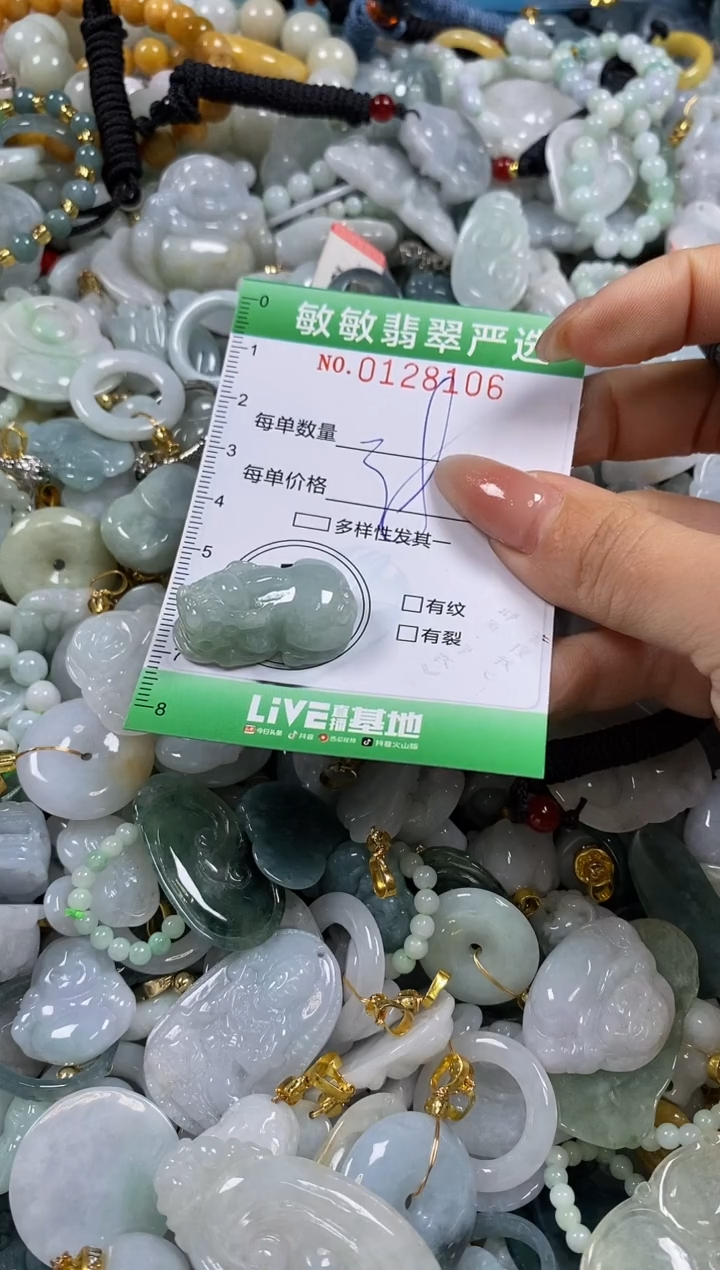 敏敏翡翠严选
NO.0128106
每单数量
每单价格
多样性发其一
有纹
有裂
0
1
2
3
4
5
7
8
LiVE直播基地
今日头条 抖音 西瓜视频 抖音火山版